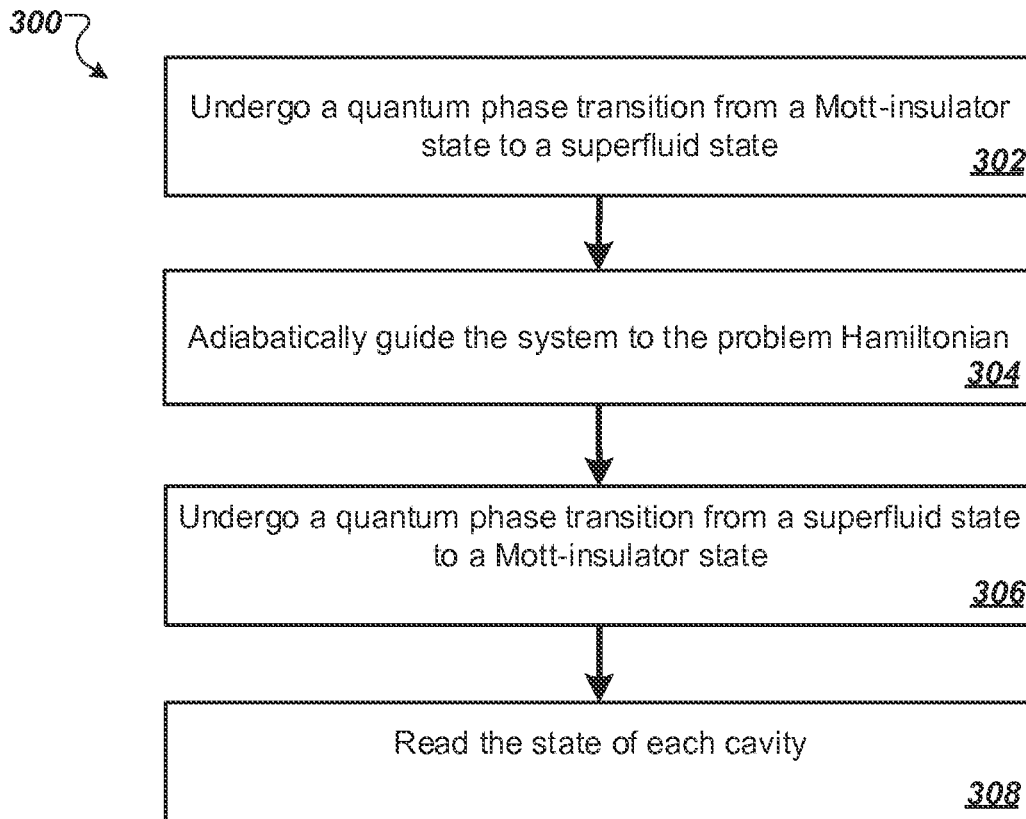 300
Undergo a quantum phase transition from a Mott-insulator
state to a superfluid state
302
Adiabatically guide the system to the problem Hamiltonian
304
Undergo a quantum phase transition from a superfluid state
to a Mott-insulator state
306
Read the state of each cavity
308